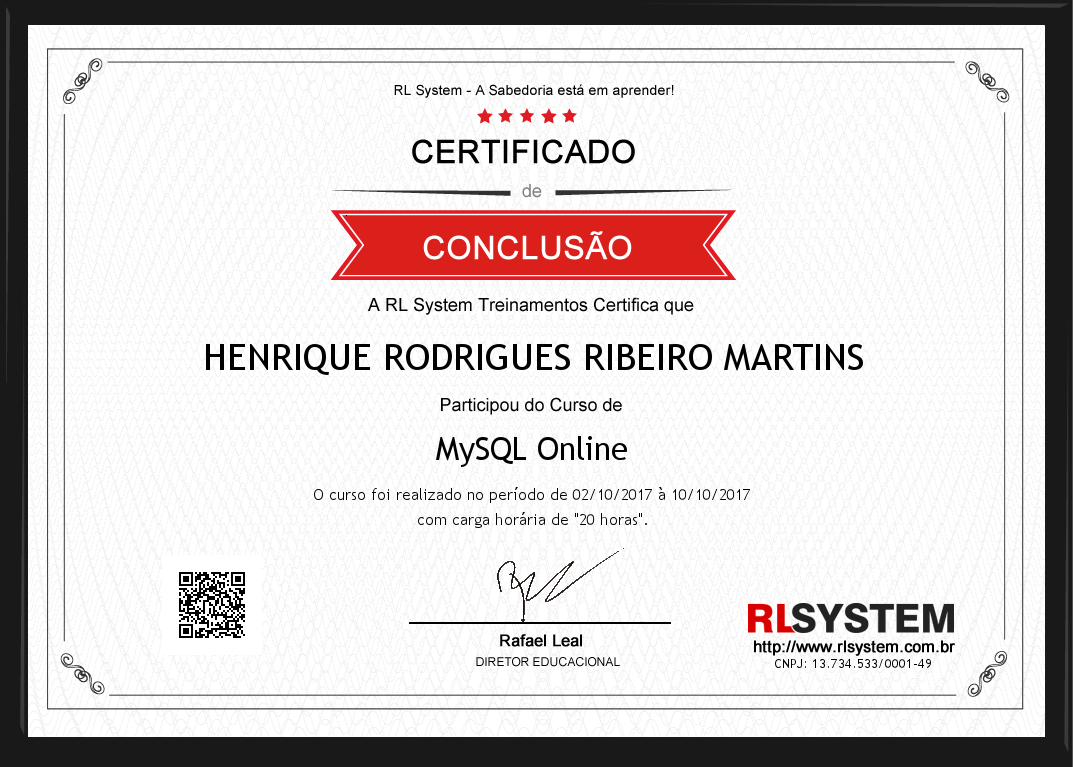 RL System - A Sabedoria está em aprender!
CERTIFICADO
de
CONCLUSÃO
A RL System Treinamentos Certifica que
HENRIQUE RODRIGUES RIBEIRO MARTINS
Participou do Curso de
MySQL Online
O curso foi realizado no período de 02/10/2017 à 10/10/2017
com carga horária de "20 horas".
Rafael Leal
DIRETOR EDUCACIONAL
RLSYSTEM
http://www.rlsystem.com.br
CNPJ: 13.734.533/0001-49